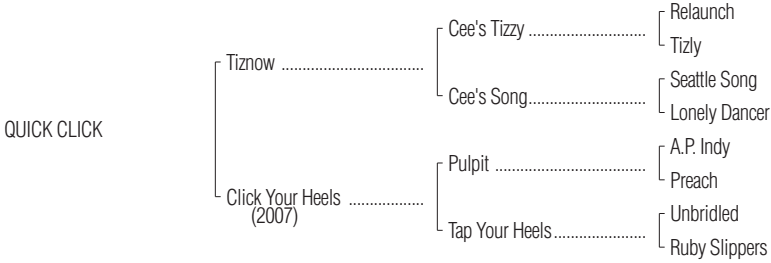 Relaunch
Cee's Tizzy ..............................
Tizly
Tiznow ....................................
Seattle Song
Cee's Song..............................
Lonely Dancer
QUICK CLICK
A.P. Indy
Pulpit ......................................
Preach
Click Your Heels ...................
(2007)
Unbridled
Tap Your Heels.......................
Ruby Slippers